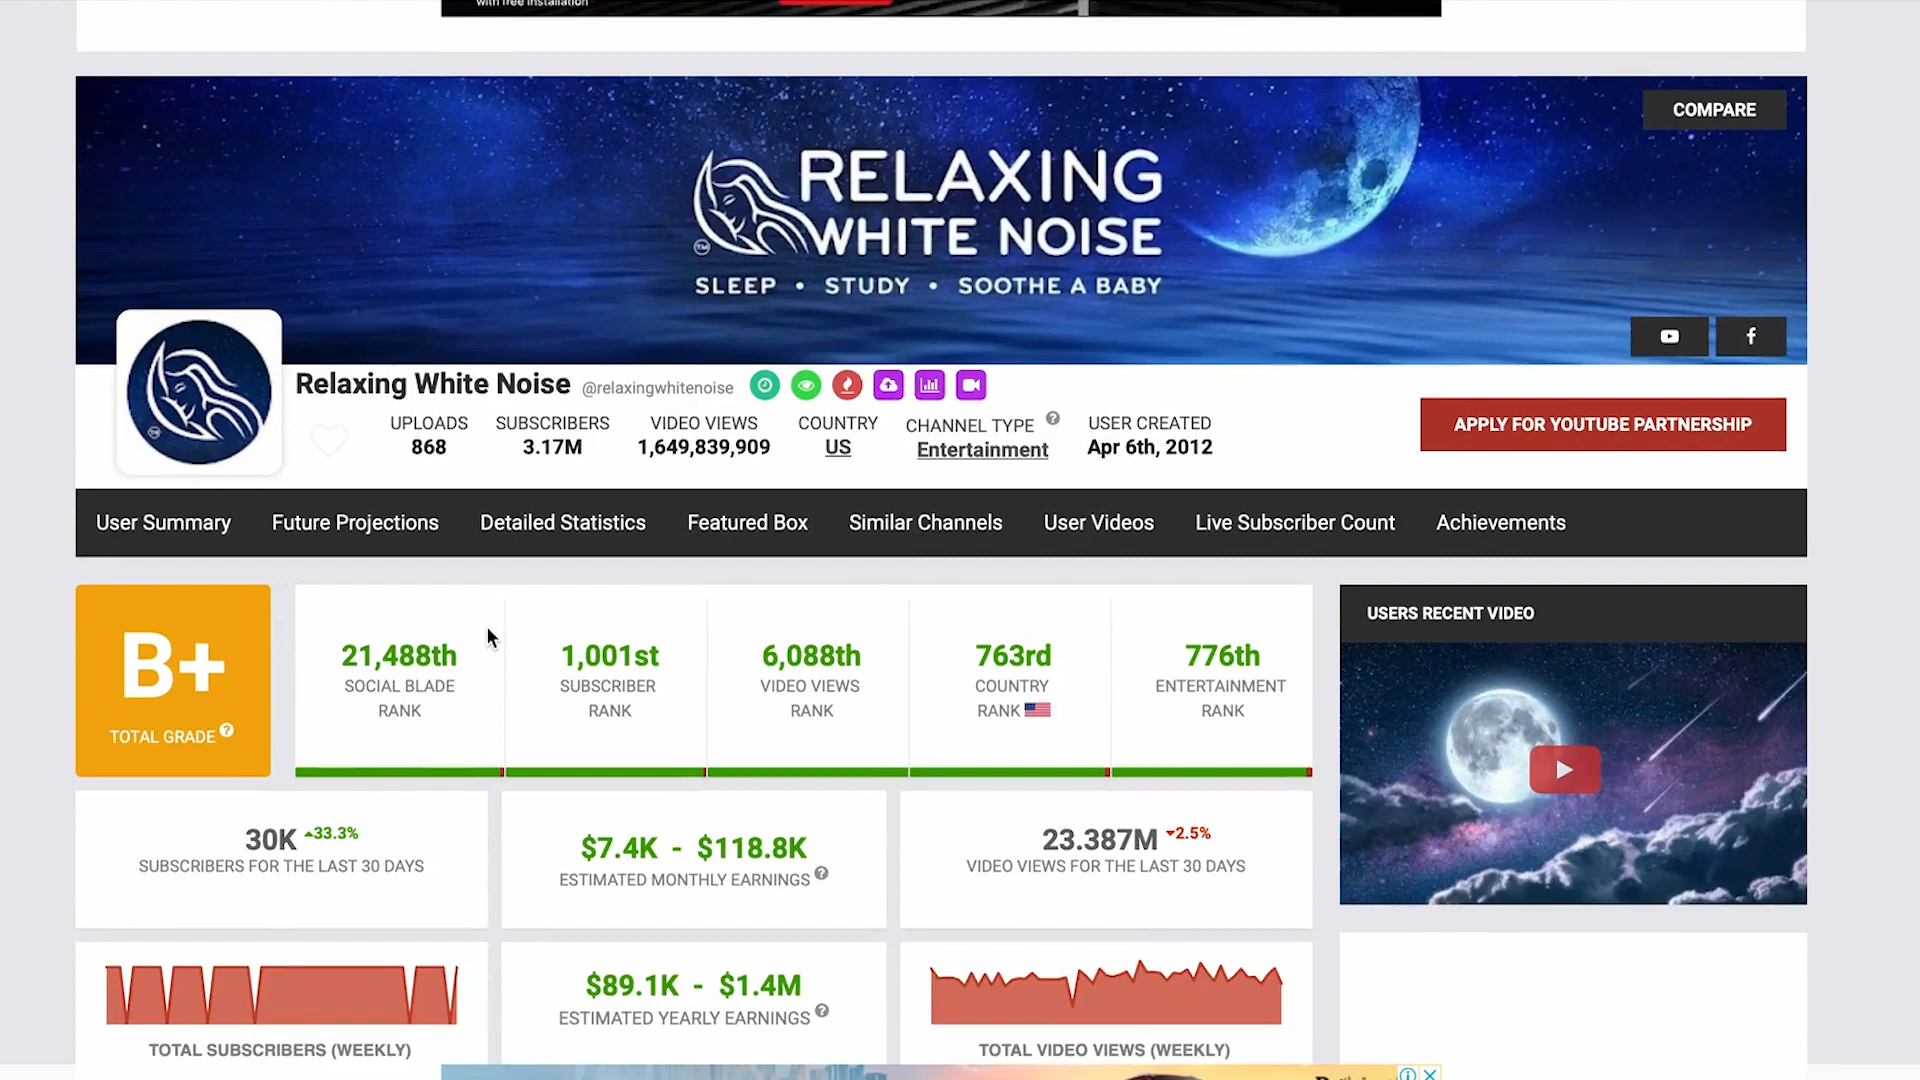 with free installation
COMPARE
RELAXING
WHITE NOISE
TM
SLEEP • STUDY • SOOTHE A BABY
Relaxing White Noise @relaxingwhitenoise
UPLOADS SUBSCRIBERS VIDEO VIEWS COUNTRY CHANNEL TYPE ? USER CREATED
868 3.17M 1,649,839,909 US Entertainment Apr 6th, 2012
APPLY FOR YOUTUBE PARTNERSHIP
User Summary Future Projections Detailed Statistics Featured Box Similar Channels User Videos Live Subscriber Count Achievements
B+
TOTAL GRADE ?
21,488th
SOCIAL BLADE
RANK
1,001st
SUBSCRIBER
RANK
6,088th
VIDEO VIEWS
RANK
763rd
COUNTRY
RANK
776th
ENTERTAINMENT
RANK
USERS RECENT VIDEO
30K 33.3%
SUBSCRIBERS FOR THE LAST 30 DAYS
$7.4K - $118.8K
ESTIMATED MONTHLY EARNINGS ?
23.387M 2.5%
VIDEO VIEWS FOR THE LAST 30 DAYS
TOTAL SUBSCRIBERS (WEEKLY)
$89.1K - $1.4M
ESTIMATED YEARLY EARNINGS ?
TOTAL VIDEO VIEWS (WEEKLY)